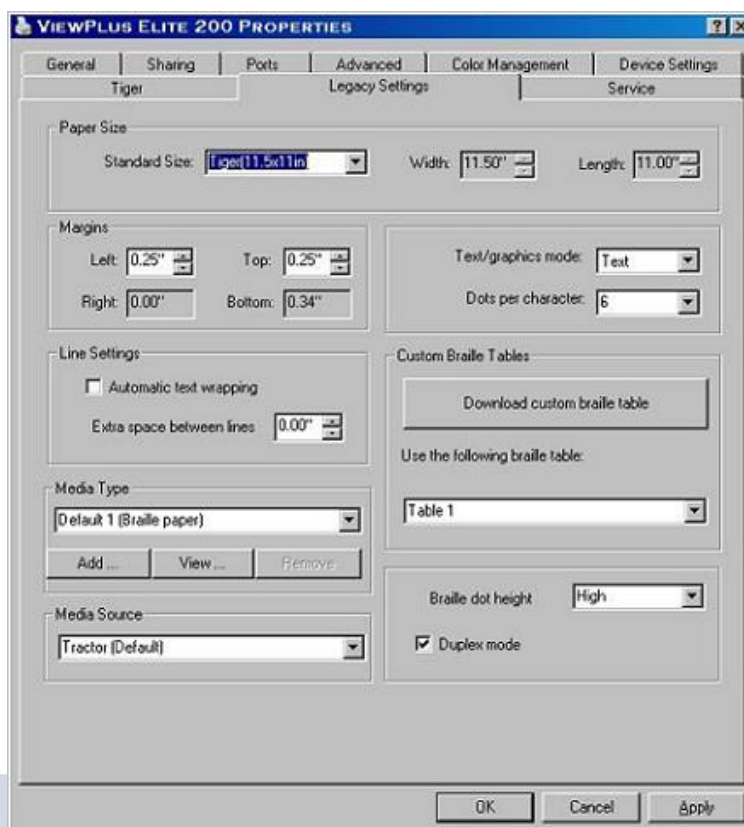 VIEWPLUS ELITE 200 PROPERTIES
General Sharing Ports Advanced Color Management Device Settings
Tiger Legacy Settings Service
Paper Size
Standard Size: Tiger(11.5x11in) Width: 11.50" Length: 11.00"
Margins
Left: 0.25" Top: 0.25"
Right: 0.00" Bottom: 0.34"
Text/graphics mode: Text
Dots per character: 6
Line Settings
Automatic text wrapping
Extra space between lines 0.00"
Custom Braille Tables
Download custom braille table
Use the following braille table:
Table 1
Media Type
Default 1 (Braille paper)
Add ... View ... Remove
Media Source
Tractor (Default)
Braille dot height High
Duplex mode
OK Cancel Apply